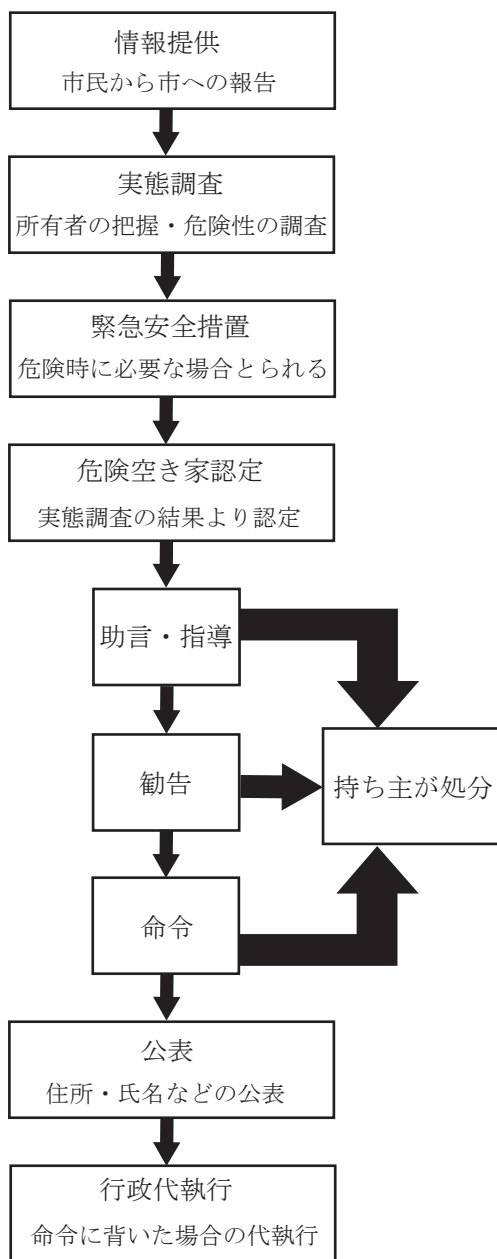 情報提供
市民から市への報告
実態調査
所有者の把握・危険性の調査
緊急安全措置
危険時に必要な場合とられる
危険空き家認定
実態調査の結果より認定
助言・指導
勧告
持ち主が処分
命令
公表
住所・氏名などの公表
行政代執行
命令に背いた場合の代執行